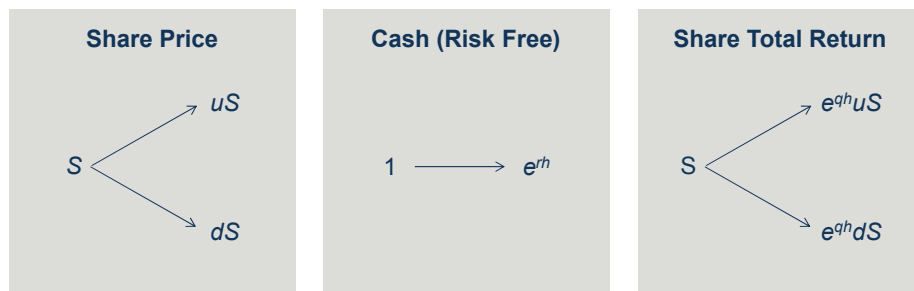 Share Price
uS
S
dS
Cash (Risk Free)
1
e^{rh}
Share Total Return
e^{qh}uS
S
e^{qh}dS